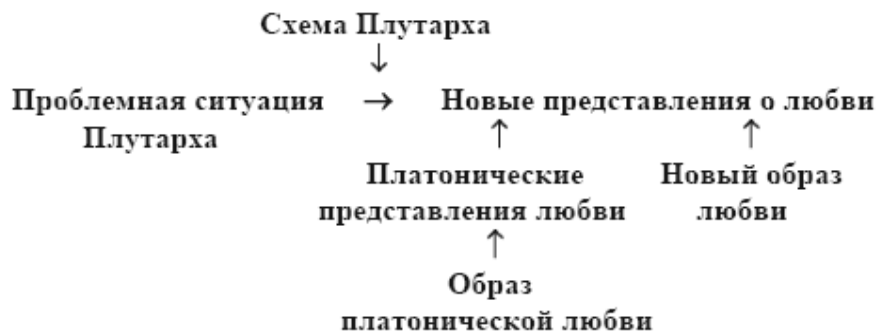 Схема Плутарха
↓
Проблемная ситуация → Новые представления о любви
Плутарха ↑ ↑
Платонические Новый образ
представления любви любви
↑
Образ
платонической любви